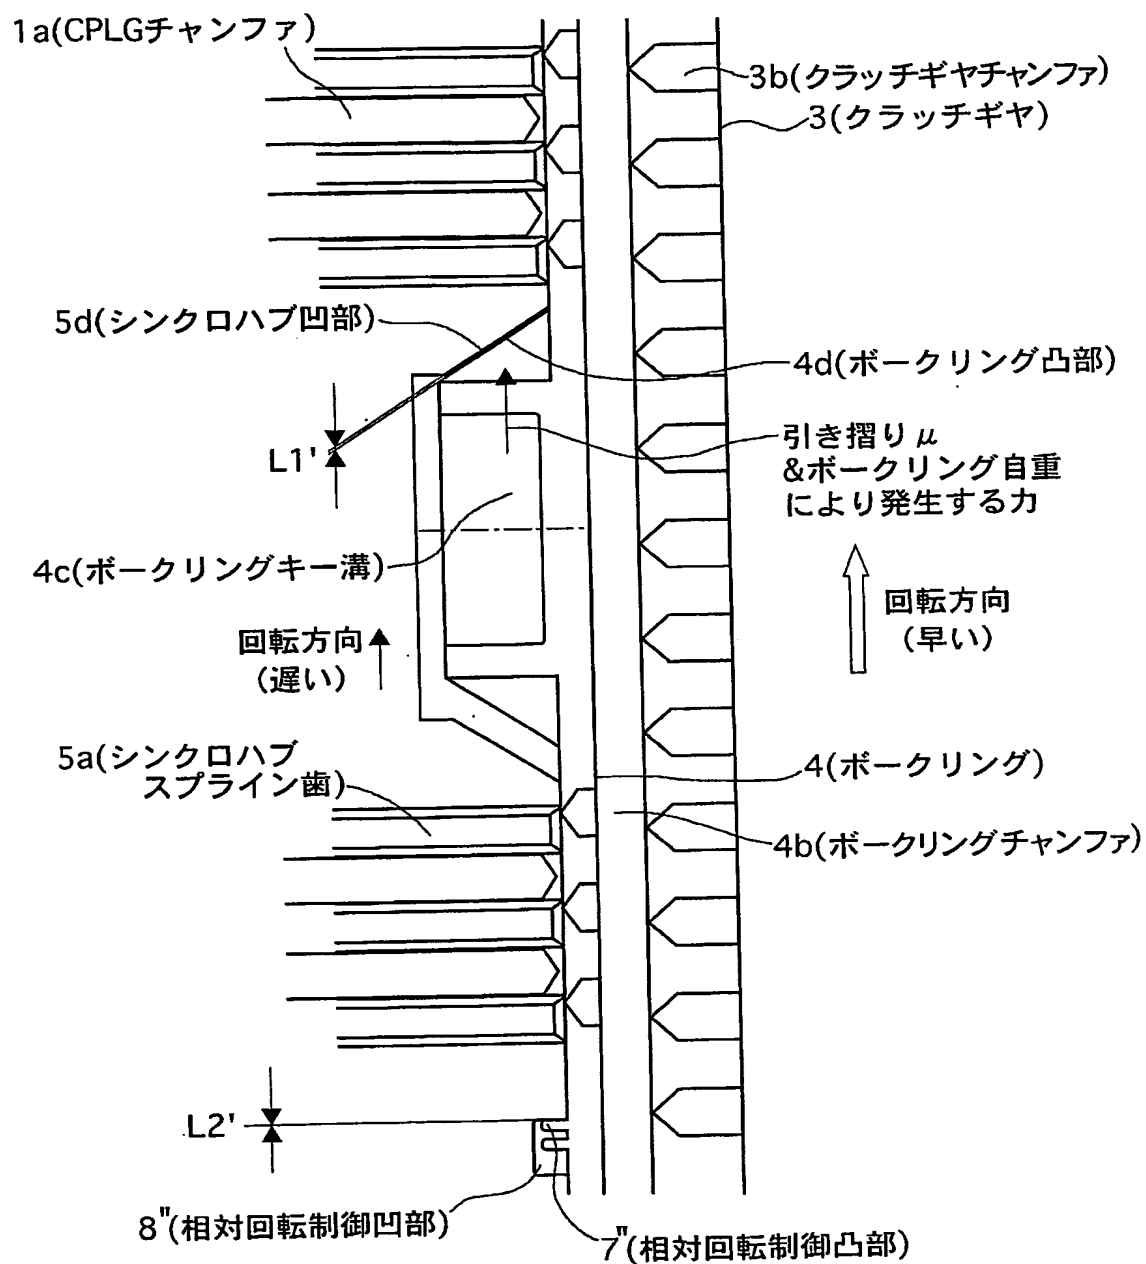 1a(CPLGチャンファ)
3b(クラッチギヤチャンファ)
3(クラッチギヤ)
5d(シンクロハブ凹部)
4d(ボークリング凸部)
L1'
引き摺りμ
&ボークリング自重
により発生する力
4c(ボークリングキー溝)
回転方向
(早い)
回転方向
(遅い)
5a(シンクロハブ
スプライン歯)
4(ボークリング)
4b(ボークリングチャンファ)
L2'
8"(相対回転制御凹部)
7"(相対回転制御凸部)